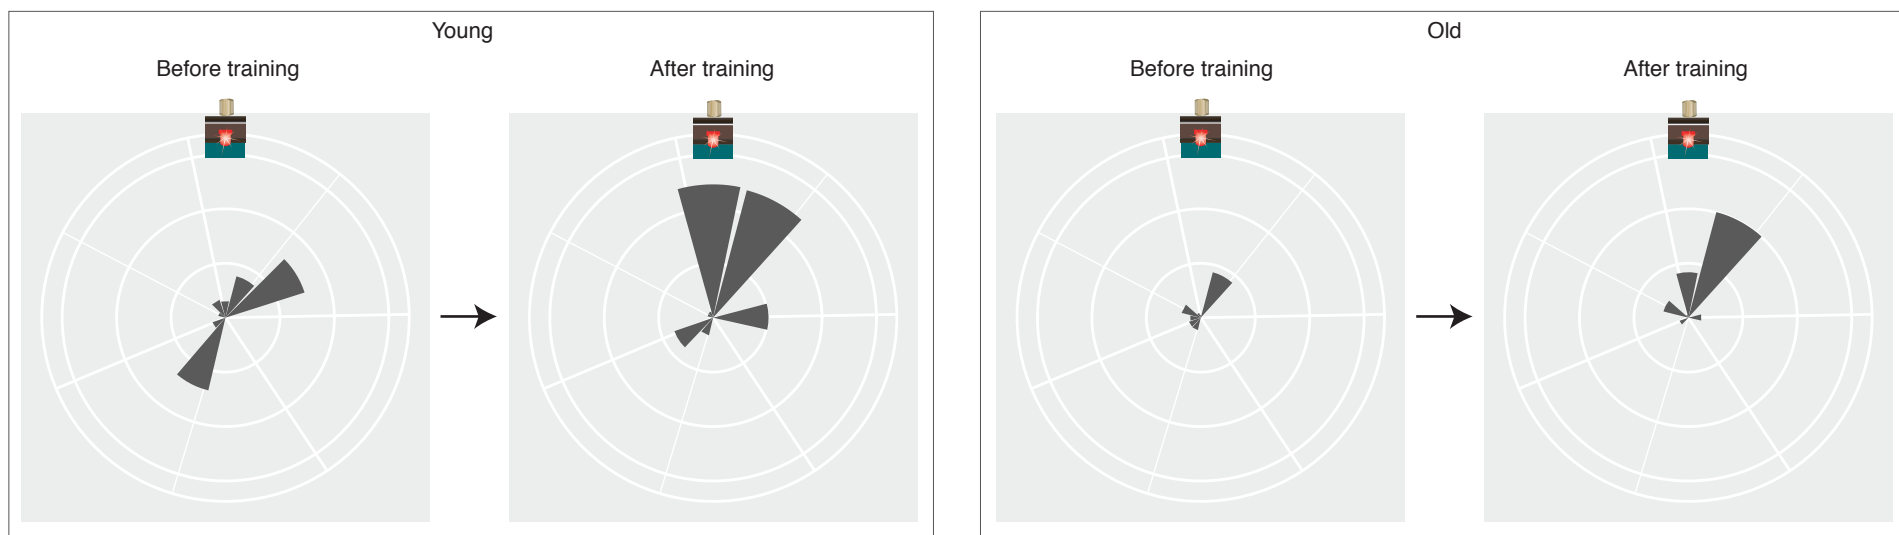 Young
Before training
After training
Old
Before training
After training